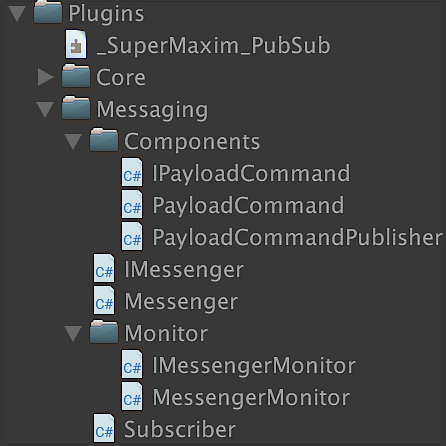 Plugins
_SuperMaxim_PubSub
Core
Messaging
Components
C# IPayloadCommand
C# PayloadCommand
C# PayloadCommandPublisher
C# IMessenger
C# Messenger
Monitor
C# IMessengerMonitor
C# MessengerMonitor
C# Subscriber